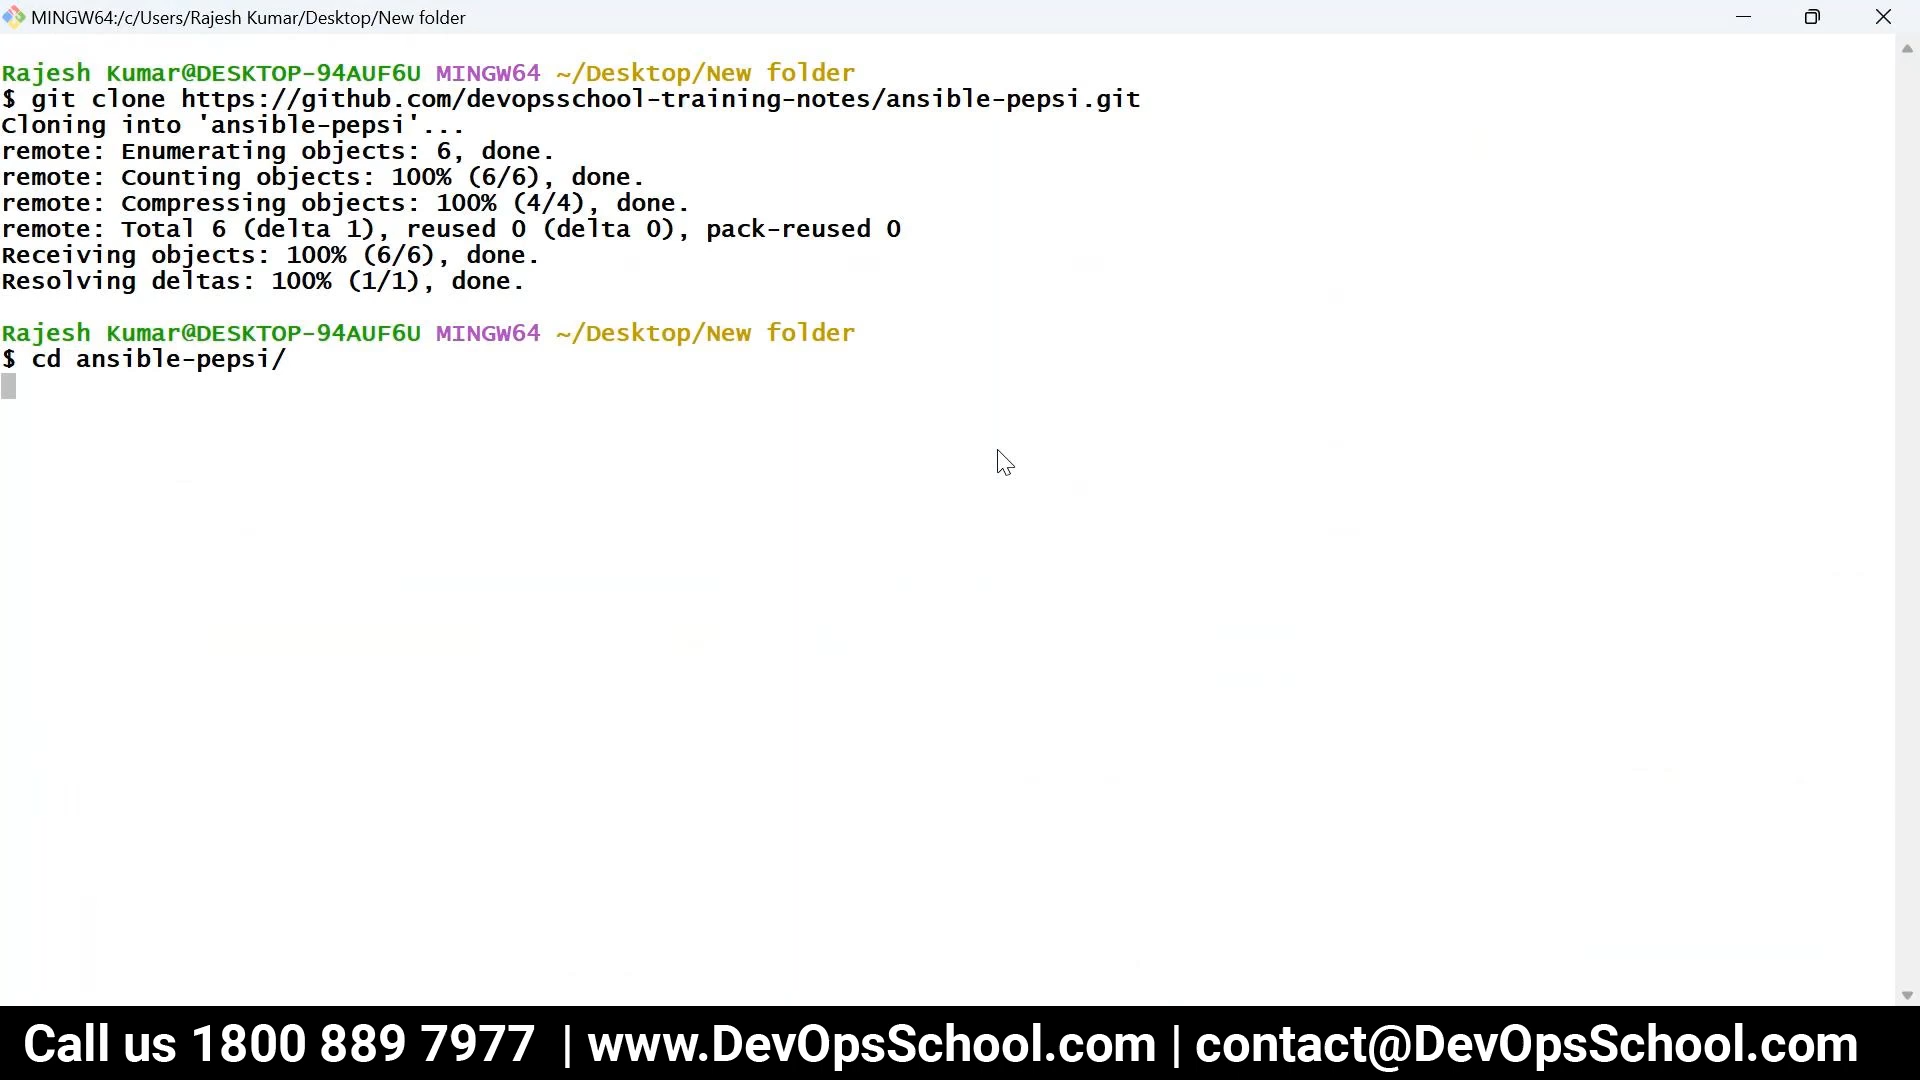 MINGW64:/c/Users/Rajesh Kumar/Desktop/New folder
Rajesh Kumar@DESKTOP-94AUF6U MINGW64 ~/Desktop/New folder
$ git clone https://github.com/devopsschool-training-notes/ansible-pepsi.git
Cloning into 'ansible-pepsi'...
remote: Enumerating objects: 6, done.
remote: Counting objects: 100% (6/6), done.
remote: Compressing objects: 100% (4/4), done.
remote: Total 6 (delta 1), reused 0 (delta 0), pack-reused 0
Receiving objects: 100% (6/6), done.
Resolving deltas: 100% (1/1), done.
Rajesh Kumar@DESKTOP-94AUF6U MINGW64 ~/Desktop/New folder
$ cd ansible-pepsi/
Call us 1800 889 7977 | www.DevOpsSchool.com | contact@DevOpsSchool.com